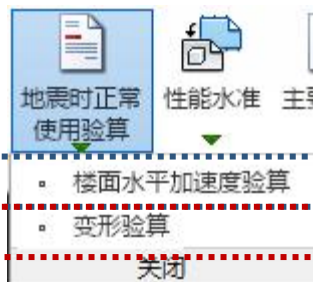 地震时正常
使用验算
性能水准
主
楼面水平加速度验算
变形验算
关闭